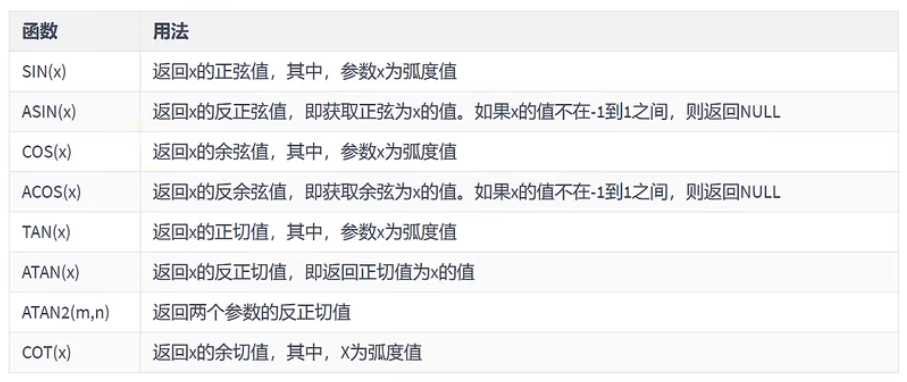 函数 用法
SIN(x) 返回x的正弦值，其中，参数x为弧度值
ASIN(x) 返回x的反正弦值，即获取正弦为x的值。如果x的值不在-1到1之间，则返回NULL
COS(x) 返回x的余弦值，其中，参数x为弧度值
ACOS(x) 返回x的反余弦值，即获取余弦为x的值。如果x的值不在-1到1之间，则返回NULL
TAN(x) 返回x的正切值，其中，参数x为弧度值
ATAN(x) 返回x的反正切值，即返回正切值为x的值
ATAN2(m,n) 返回两个参数的反正切值
COT(x) 返回x的余切值，其中，X为弧度值